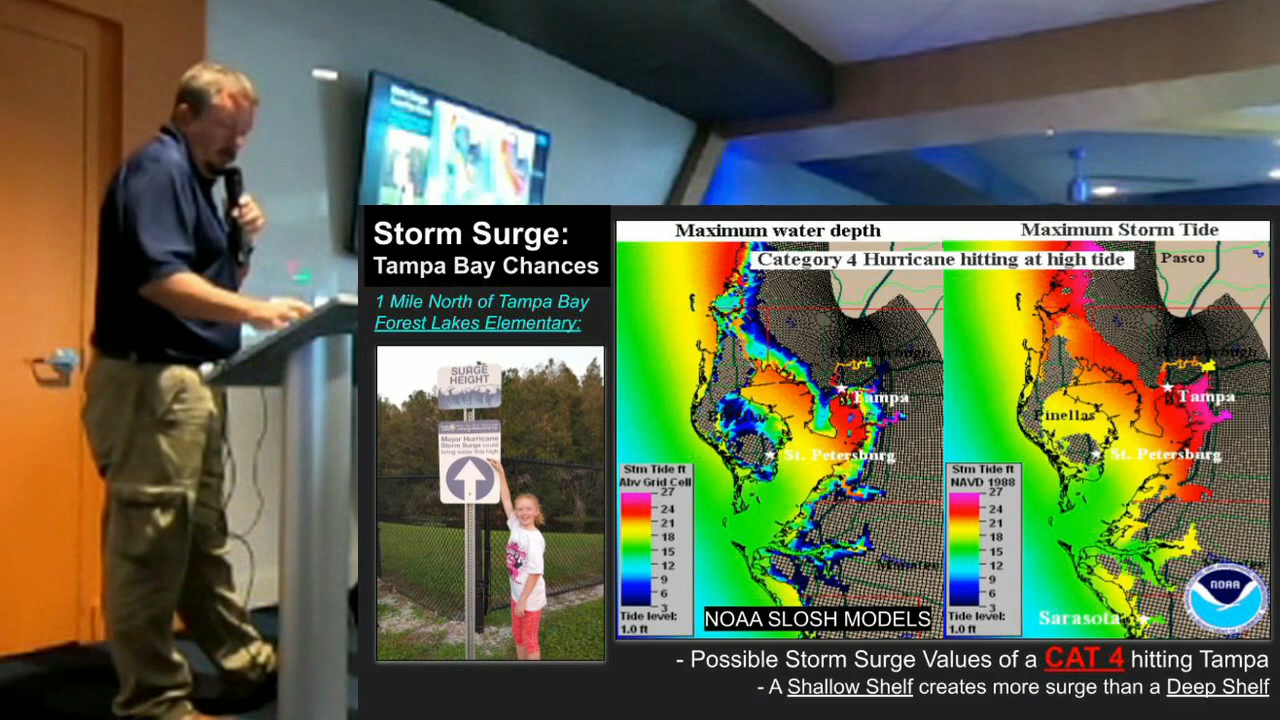 Storm Surge:
Tampa Bay Chances
1 Mile North of Tampa Bay
Forest Lakes Elementary:
SURGE
HEIGHT
Major Hurricane
Storm Surge could
bring water this high
Maximum water depth
Maximum Storm Tide
Category 4 Hurricane hitting at high tide
Pasco
Tampa
St. Petersburg
Stm Tide ft
Abv Grid Cell
27
24
21
18
15
12
9
6
3
Tide level:
1.0 ft
NOAA SLOSH MODELS
Tampa
Pinellas
St. Petersburg
Stm Tide ft
NAVD 1988
27
24
21
18
15
12
9
6
3
Tide level:
1.0 ft
Sarasota
NOAA
- Possible Storm Surge Values of a CAT 4 hitting Tampa
- A Shallow Shelf creates more surge than a Deep Shelf